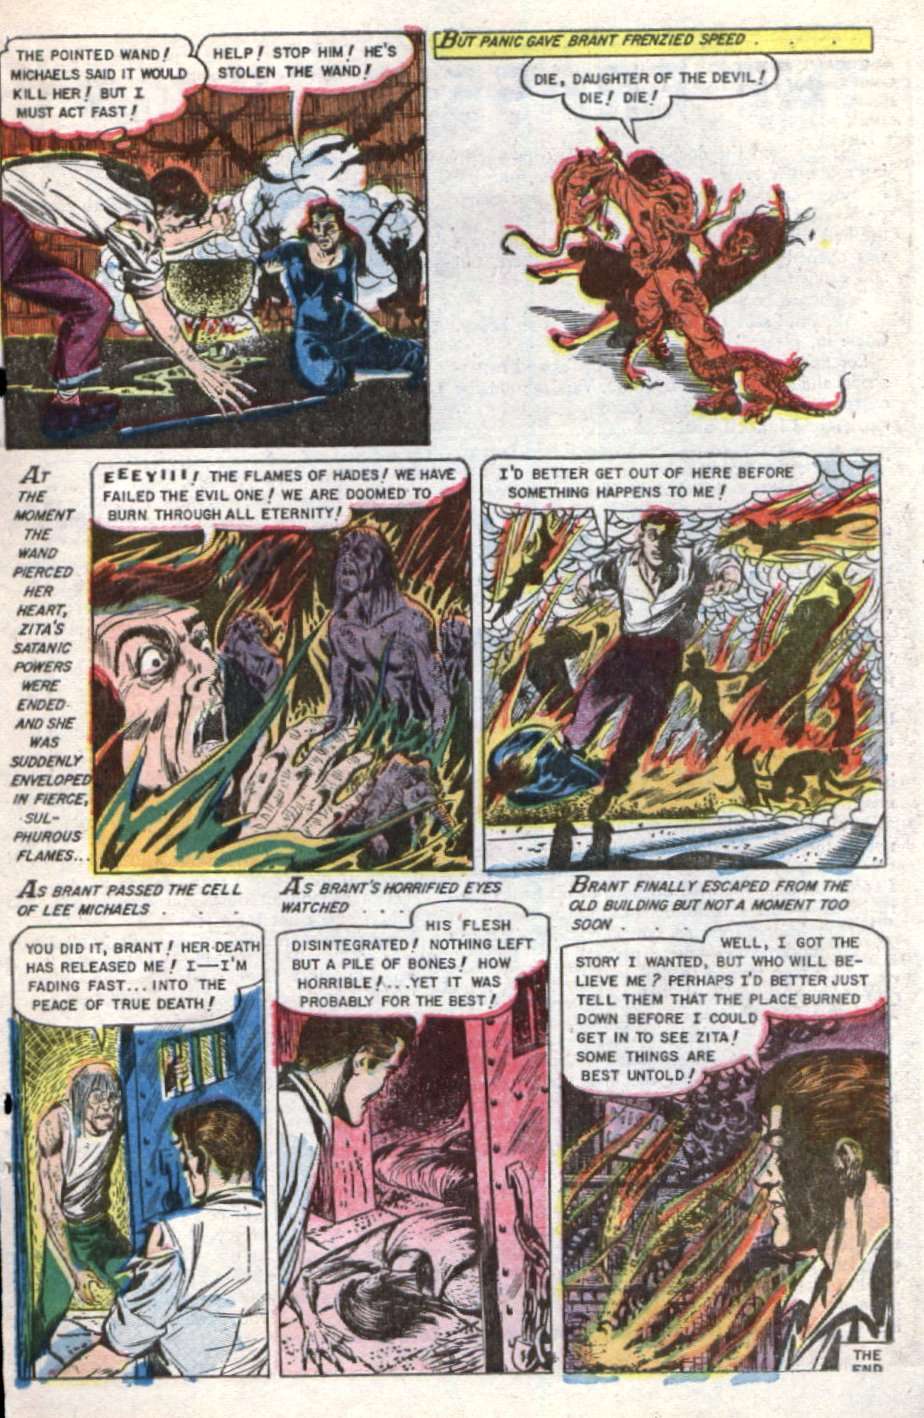 THE POINTED WAND!
MICHAELS SAID IT WOULD
KILL HER! BUT I
MUST ACT FAST!
HELP! STOP HIM! HE'S
STOLEN THE WAND!
BUT PANIC GAVE BRANT FRENZIED SPEED . . .
DIE, DAUGHTER OF THE DEVIL!
DIE! DIE!
AT
THE
MOMENT
THE
WAND
PIERCED
HER
HEART,
ZITA'S
SATANIC
POWERS
WERE
ENDED-
AND SHE
WAS
SUDDENLY
ENVELOPED
IN FIERCE,
SUL-
PHUROUS
FLAMES...
EEEYIII! THE FLAMES OF HADES! WE HAVE
FAILED THE EVIL ONE! WE ARE DOOMED TO
BURN THROUGH ALL ETERNITY!
I'D BETTER GET OUT OF HERE BEFORE
SOMETHING HAPPENS TO ME!
AS BRANT PASSED THE CELL
OF LEE MICHAELS . . . .
YOU DID IT, BRANT! HER DEATH
HAS RELEASED ME! I—I'M
FADING FAST...INTO THE
PEACE OF TRUE DEATH!
AS BRANT'S HORRIFIED EYES
WATCHED . . .
HIS FLESH
DISINTEGRATED! NOTHING LEFT
BUT A PILE OF BONES! HOW
HORRIBLE!...YET IT WAS
PROBABLY FOR THE BEST!
BRANT FINALLY ESCAPED FROM THE
OLD BUILDING BUT NOT A MOMENT TOO
SOON . . . .
WELL, I GOT THE
STORY I WANTED, BUT WHO WILL BE-
LIEVE ME? PERHAPS I'D BETTER JUST
TELL THEM THAT THE PLACE BURNED
DOWN BEFORE I COULD
GET IN TO SEE ZITA!
SOME THINGS ARE
BEST UNTOLD!
THE
END